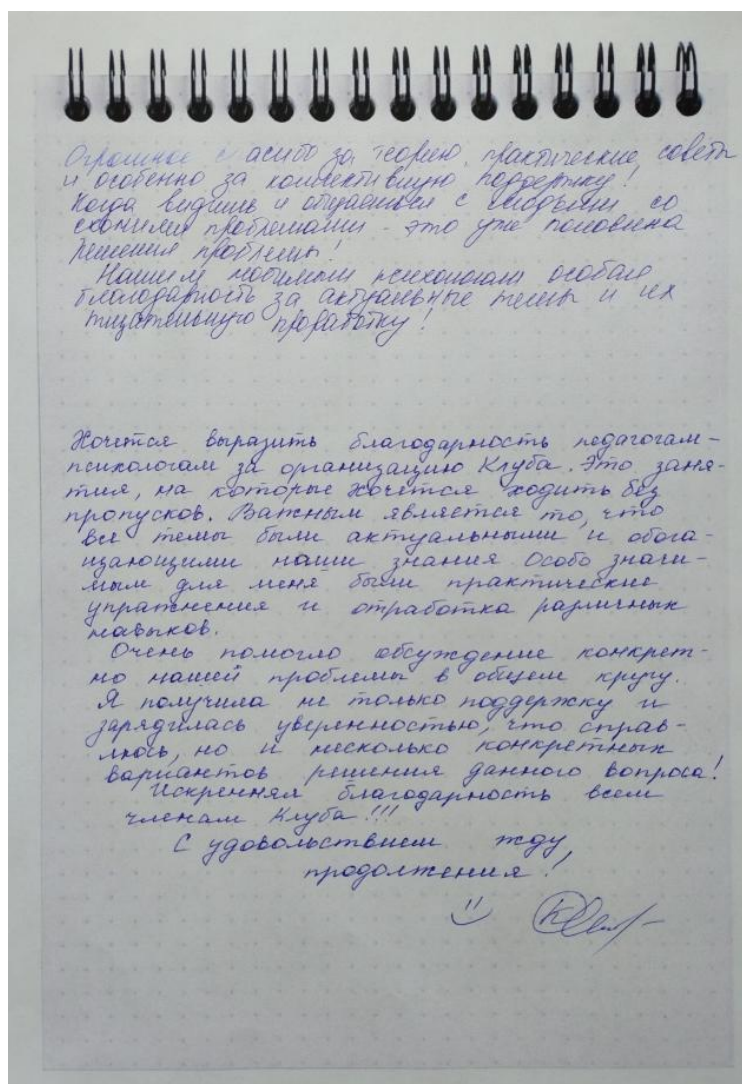 Огромное спасибо за теорию, практические советы
и особенно за коллективную поддержку!
Когда видишь и общаешься с людьми со
схожими проблемами - это уже половина
решения проблемы!
Нашим любимым психологам особая
благодарность за актуальные темы и их
тщательную проработку!
Хочется выразить благодарность педагогам-
психологам за организацию Клуба. Это заня-
тия, на которые хочется ходить без
пропусков. Важным является то, что
все темы были актуальными и обога-
щающими наши знания. Особо значи-
мым для меня были практические
упражнения и отработка различных
навыков.
Очень помогло обсуждение конкрет-
но нашей проблемы в общем кругу.
Я получила не только поддержку и
зарядилась уверенностью, что справ-
люсь, но и несколько конкретных
вариантов решения данного вопроса!
Искренняя благодарность всем
членам Клуба!!!
С удовольствием жду
продолжения!